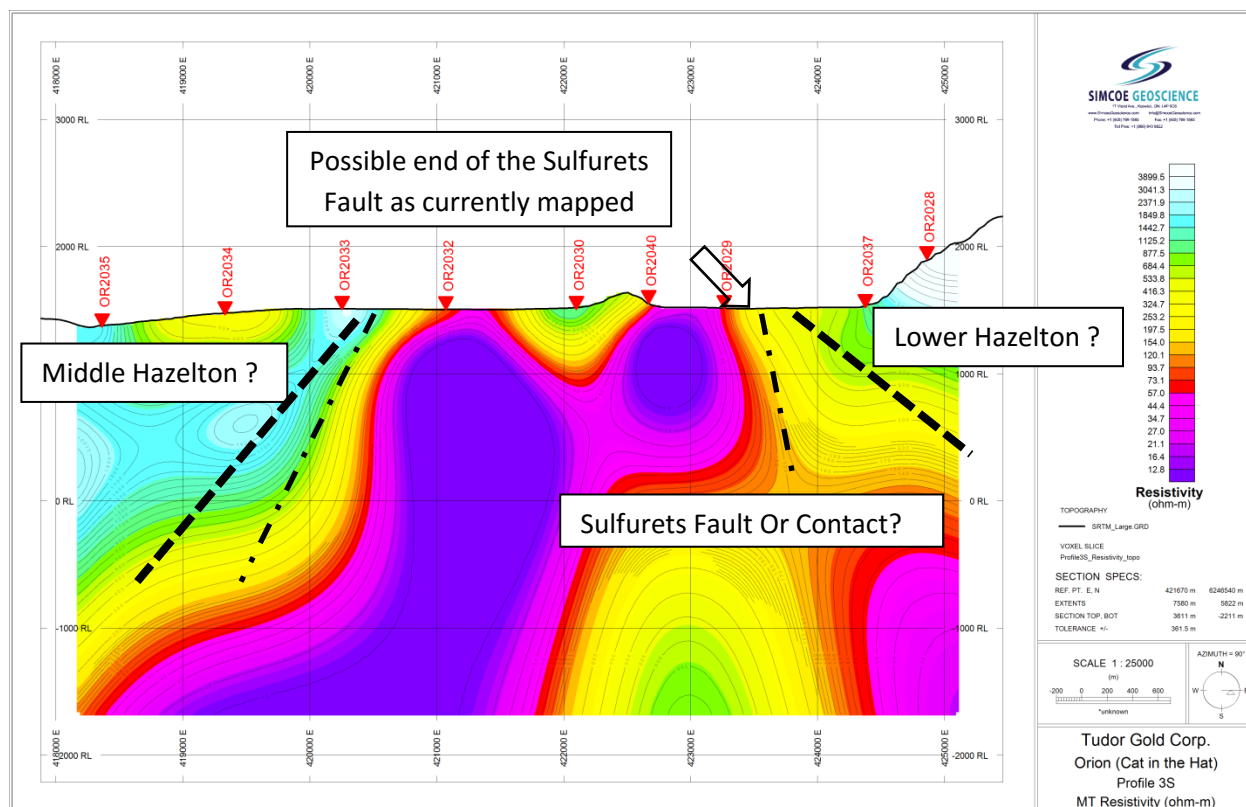 418000 E
419000 E
420000 E
421000 E
422000 E
423000 E
424000 E
425000 E
3000 RL
3000 RL
Possible end of the Sulfurets
Fault as currently mapped
2000 RL
2000 RL
OR2035
OR2034
OR2033
OR2032
OR2030
OR2040
OR2029
OR2037
OR2028
Middle Hazelton ?
Lower Hazelton ?
1000 RL
0 RL
0 RL
Sulfurets Fault Or Contact?
-1000 RL
-1000 RL
-2000 RL
-2000 RL
418000 E
419000 E
420000 E
421000 E
422000 E
423000 E
424000 E
425000 E
SIMCOE GEOSCIENCE
3899.5
3041.3
2371.9
1849.8
1442.7
1125.2
877.5
684.4
533.8
416.3
324.7
253.2
197.5
154.0
120.1
93.7
73.1
57.0
44.4
34.7
27.0
21.1
16.4
12.8
Resistivity
(ohm-m)
TOPOGRAPHY
SRTM_Large.GRD
VOXEL SLICE
Profile3S_Resistivity_topo
SECTION SPECS:
REF. PT. E, N 421670 m 6246540 m
EXTENTS 7580 m 5822 m
SECTION TOP, BOT 3611 m -2211 m
TOLERANCE +/- 361.5 m
SCALE 1 : 25000
(m)
-200 0 200 400 600
*unknown
AZIMUTH = 90°
N
W E
S
Tudor Gold Corp.
Orion (Cat in the Hat)
Profile 3S
MT Resistivity (ohm-m)